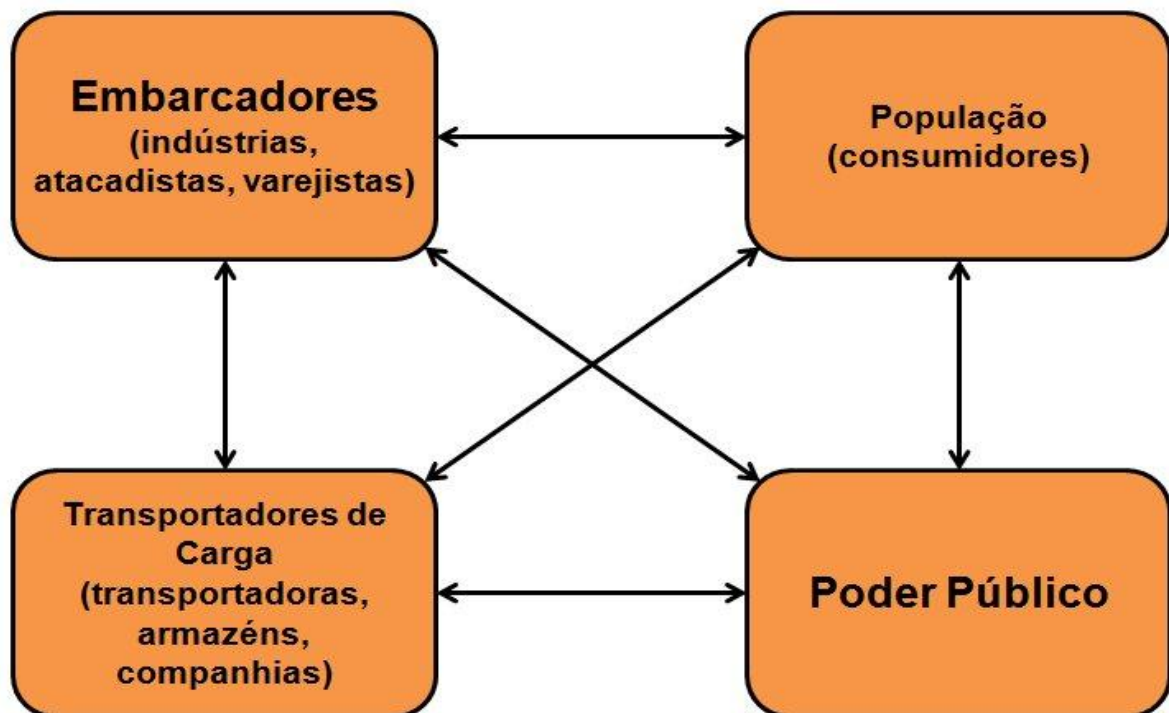 Embarcadores
(indústrias,
atacadistas, varejistas)
População
(consumidores)
Transportadores de
Carga
(transportadoras,
armazéns,
companhias)
Poder Público